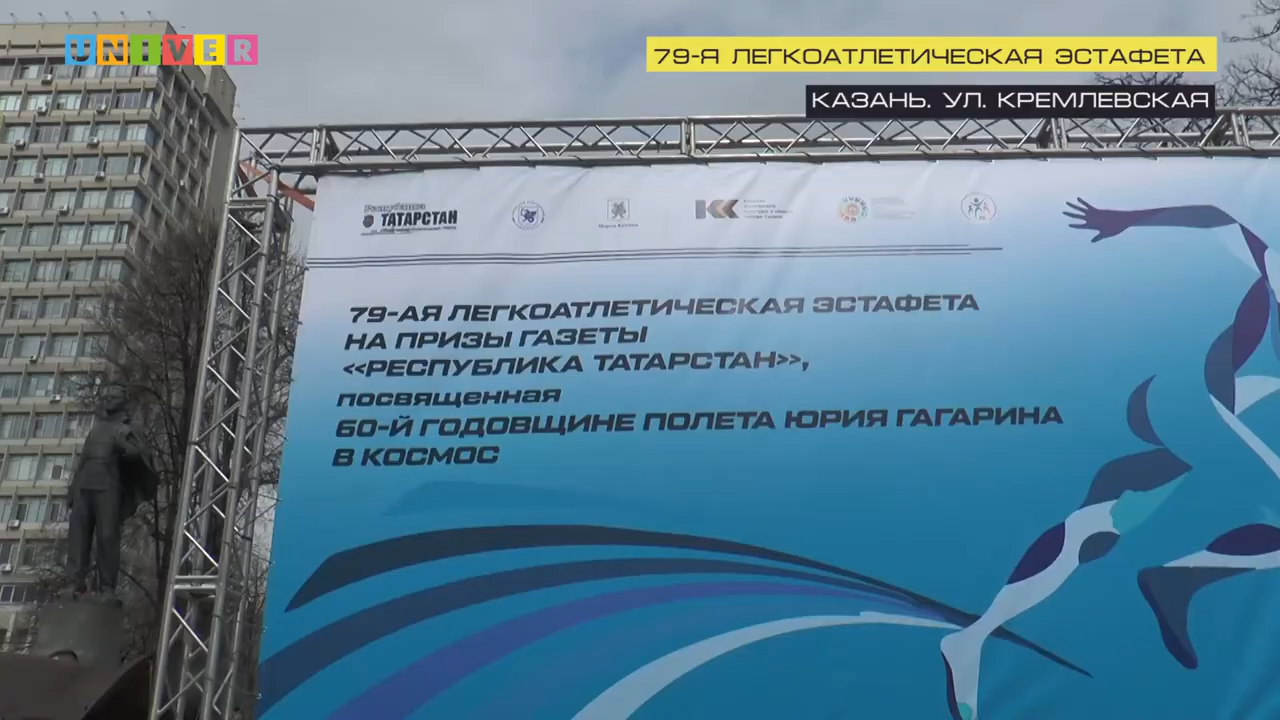 UNIVER
79-Я ЛЕГКОАТЛЕТИЧЕСКАЯ ЭСТАФЕТА
КАЗАНЬ. УЛ. КРЕМЛЕВСКАЯ
Республика
ТАТАРСТАН
79-АЯ ЛЕГКОАТЛЕТИЧЕСКАЯ ЭСТАФЕТА
НА ПРИЗЫ ГАЗЕТЫ
«РЕСПУБЛИКА ТАТАРСТАН»,
посвященная
60-Й ГОДОВЩИНЕ ПОЛЕТА ЮРИЯ ГАГАРИНА
В КОСМОС